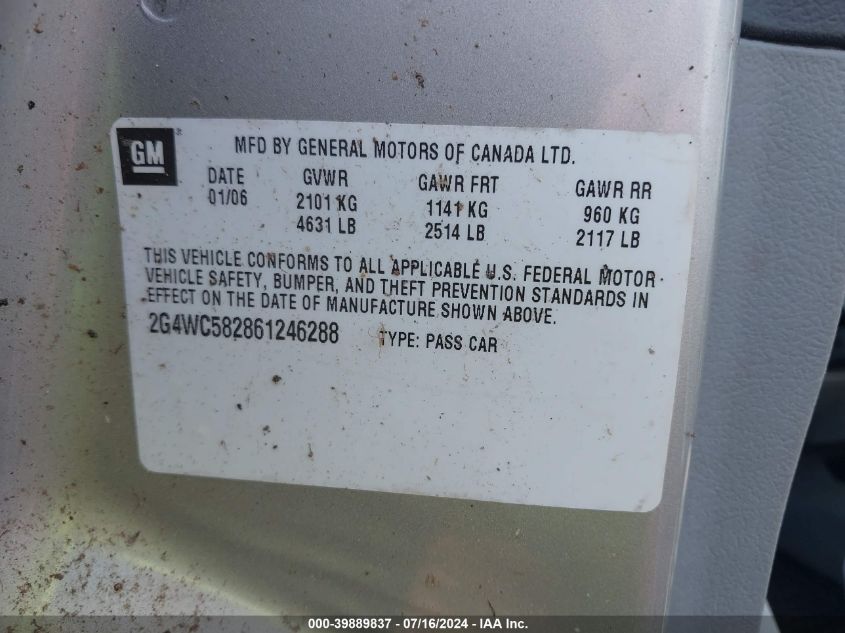 GM
MFD BY GENERAL MOTORS OF CANADA LTD.
DATE GVWR GAWR FRT GAWR RR
01/06 2101 KG 1141 KG 960 KG
4631 LB 2514 LB 2117 LB
THIS VEHICLE CONFORMS TO ALL APPLICABLE U.S. FEDERAL MOTOR
VEHICLE SAFETY, BUMPER, AND THEFT PREVENTION STANDARDS IN
EFFECT ON THE DATE OF MANUFACTURE SHOWN ABOVE.
2G4WC582861246288 TYPE: PASS CAR
000-39889837 - 07/16/2024 - IAA Inc.